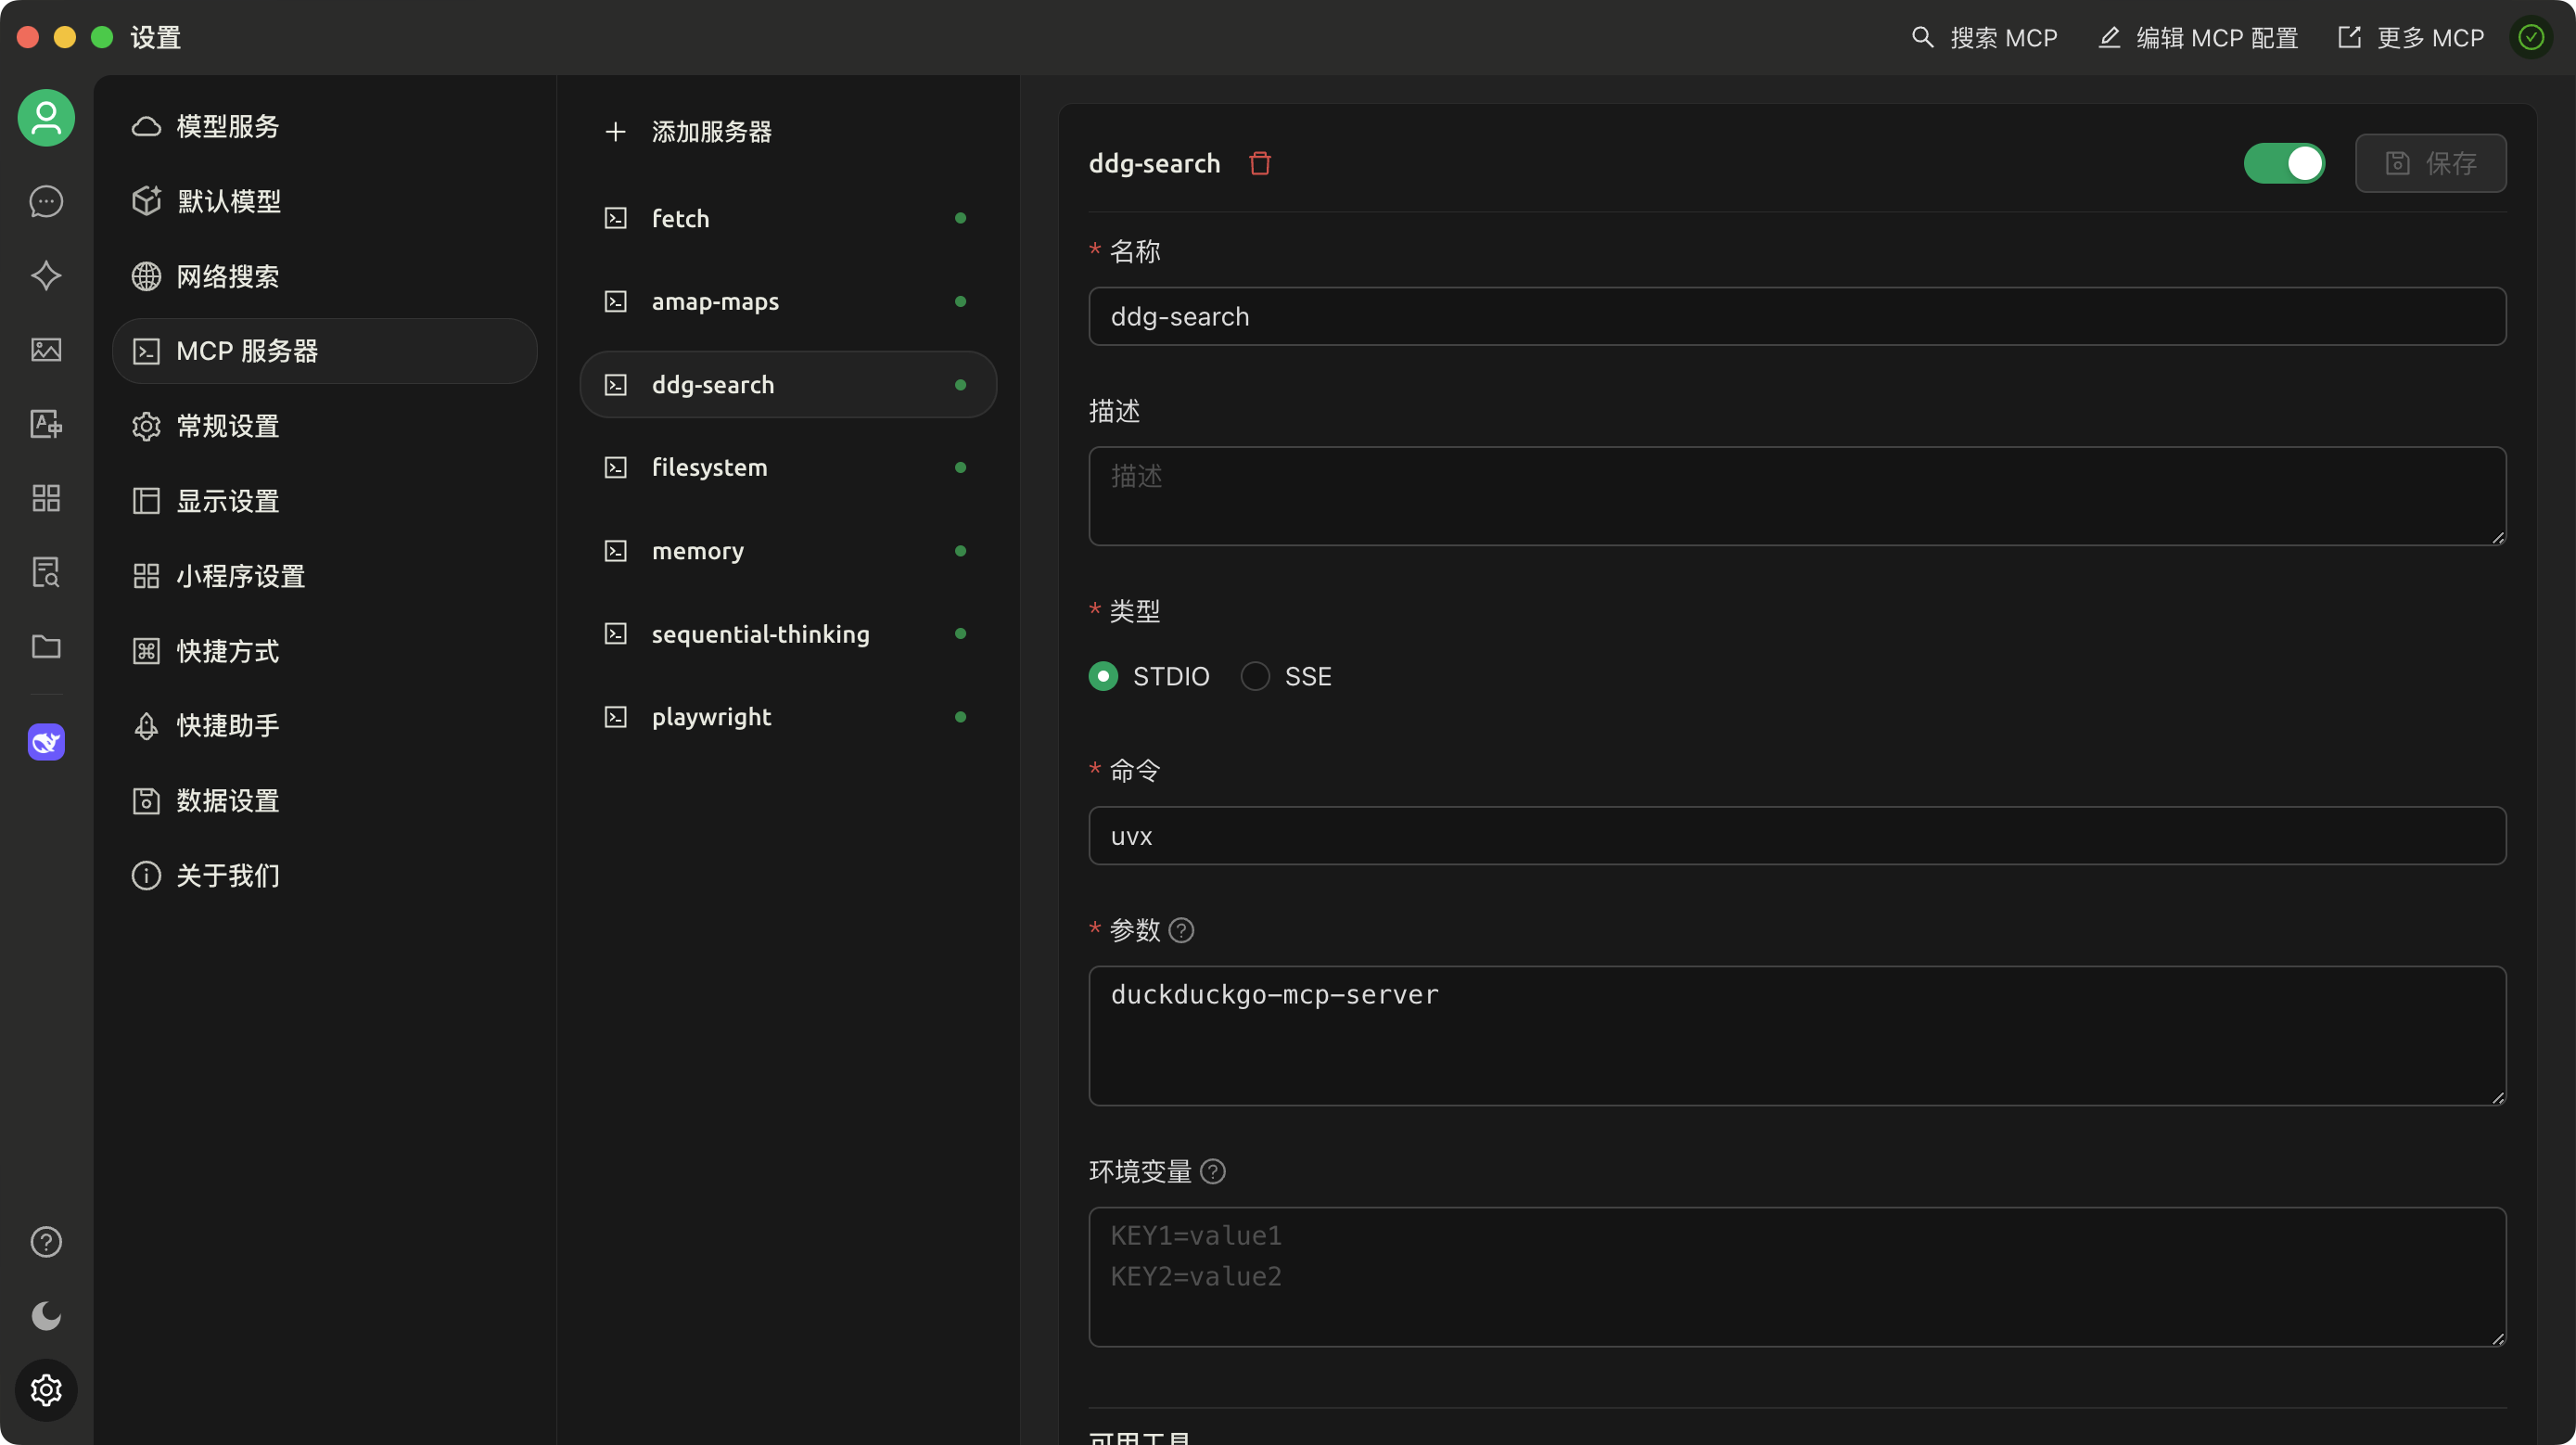 设置
搜索 MCP
编辑 MCP 配置
更多 MCP
模型服务
默认模型
网络搜索
MCP 服务器
常规设置
显示设置
小程序设置
快捷方式
快捷助手
数据设置
关于我们
添加服务器
fetch
amap-maps
ddg-search
filesystem
memory
sequential-thinking
playwright
ddg-search
保存
* 名称
ddg-search
描述
描述
* 类型
STDIO
SSE
* 命令
uvx
* 参数
duckduckgo-mcp-server
环境变量
KEY1=value1
KEY2=value2
可用工具